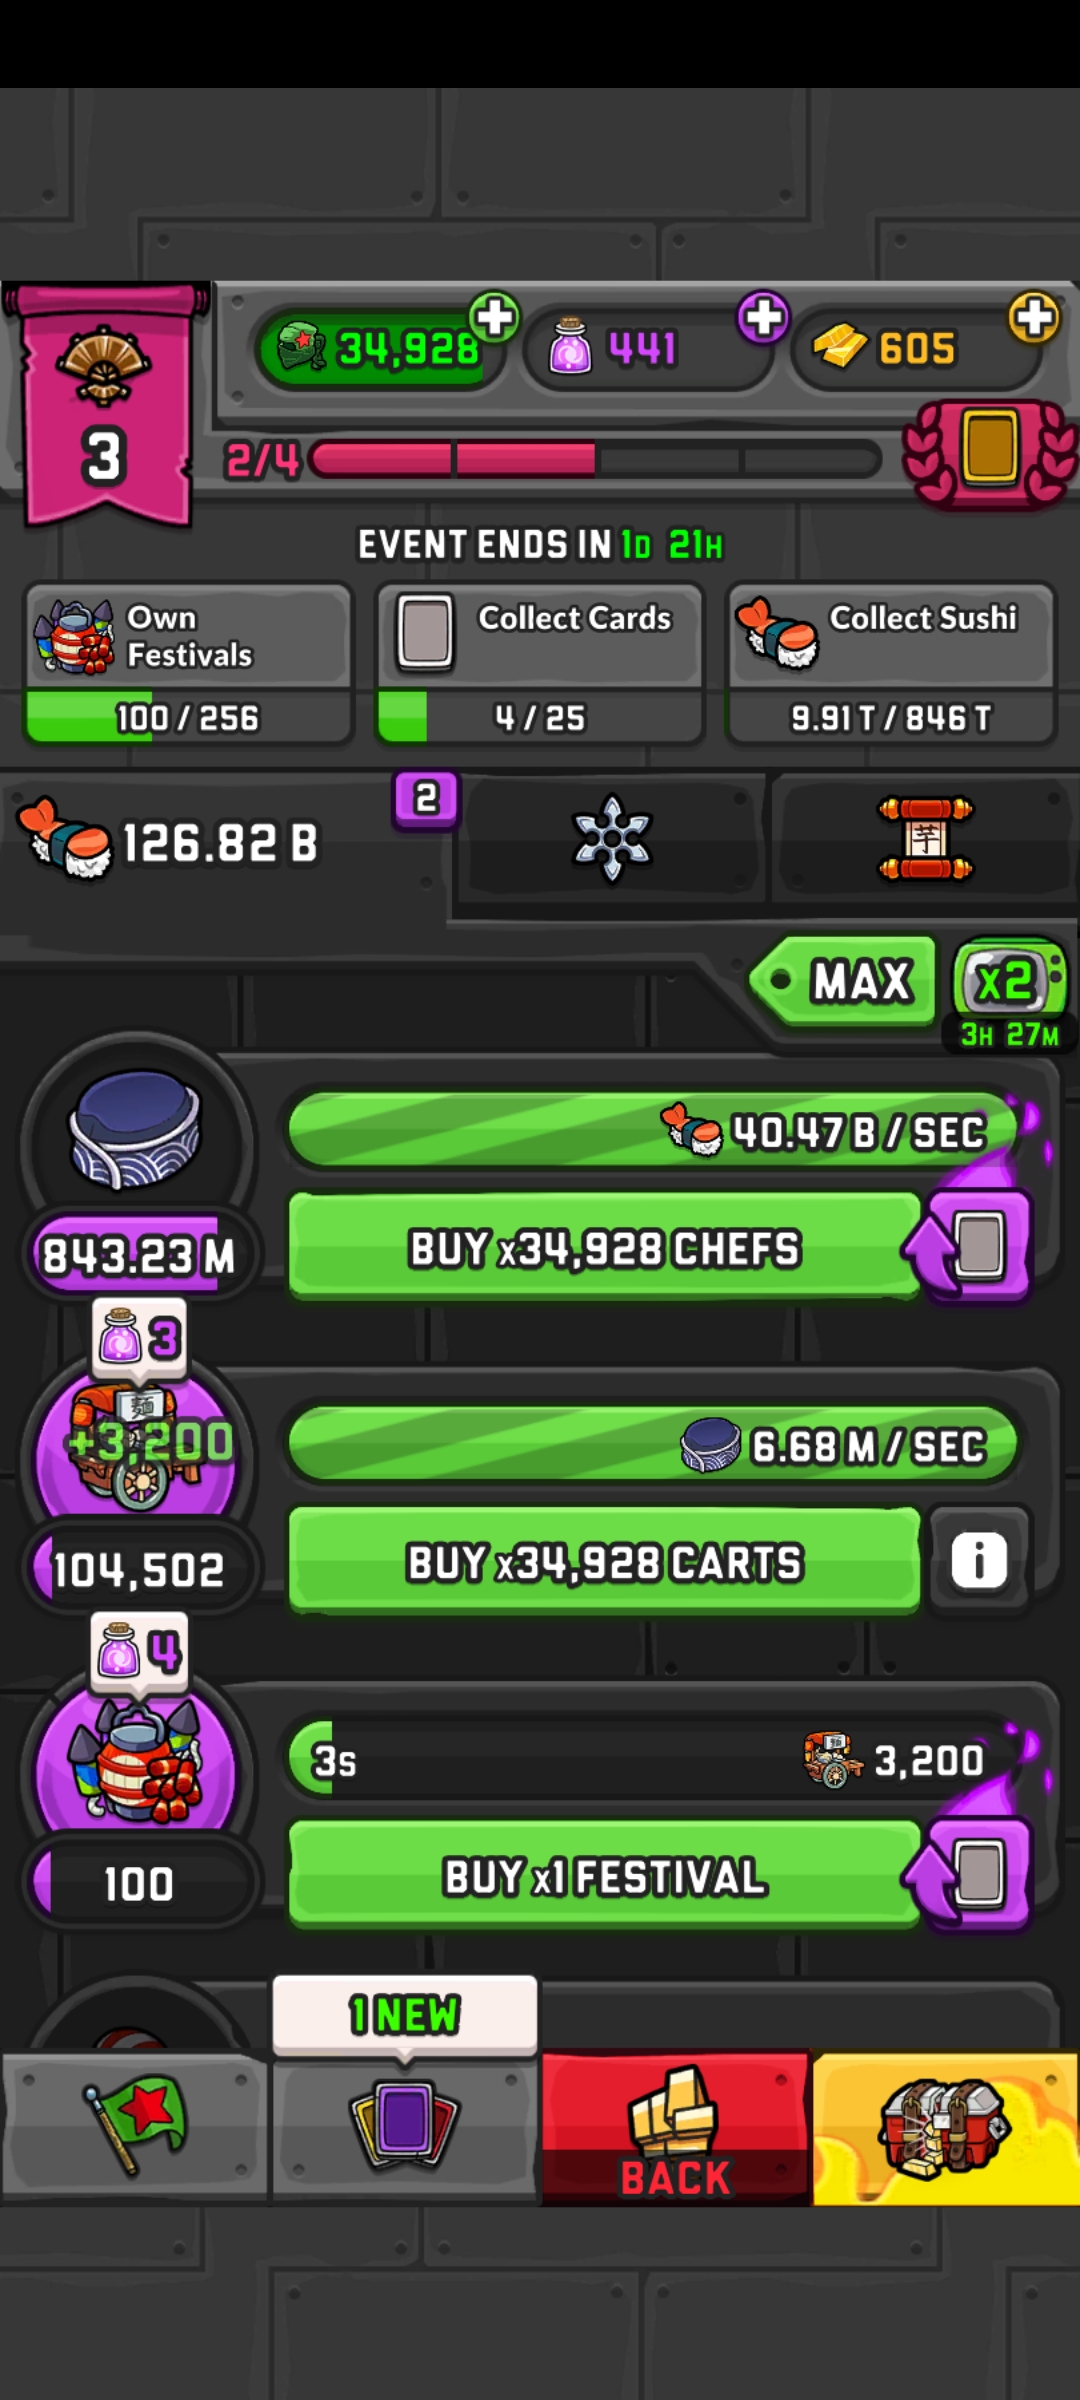 34,928
441
605
3
2/4
EVENT ENDS IN 1D 21H
Own
Festivals
100 / 256
Collect Cards
4 / 25
Collect Sushi
9.91 T / 846 T
126.82 B
2
芋
MAX
x2
3H 27M
40.47 B / SEC
843.23 M
BUY x34,928 CHEFS
3
麺
+3,200
6.68 M / SEC
104,502
BUY x34,928 CARTS
i
4
3s
3,200
100
BUY x1 FESTIVAL
1 NEW
BACK